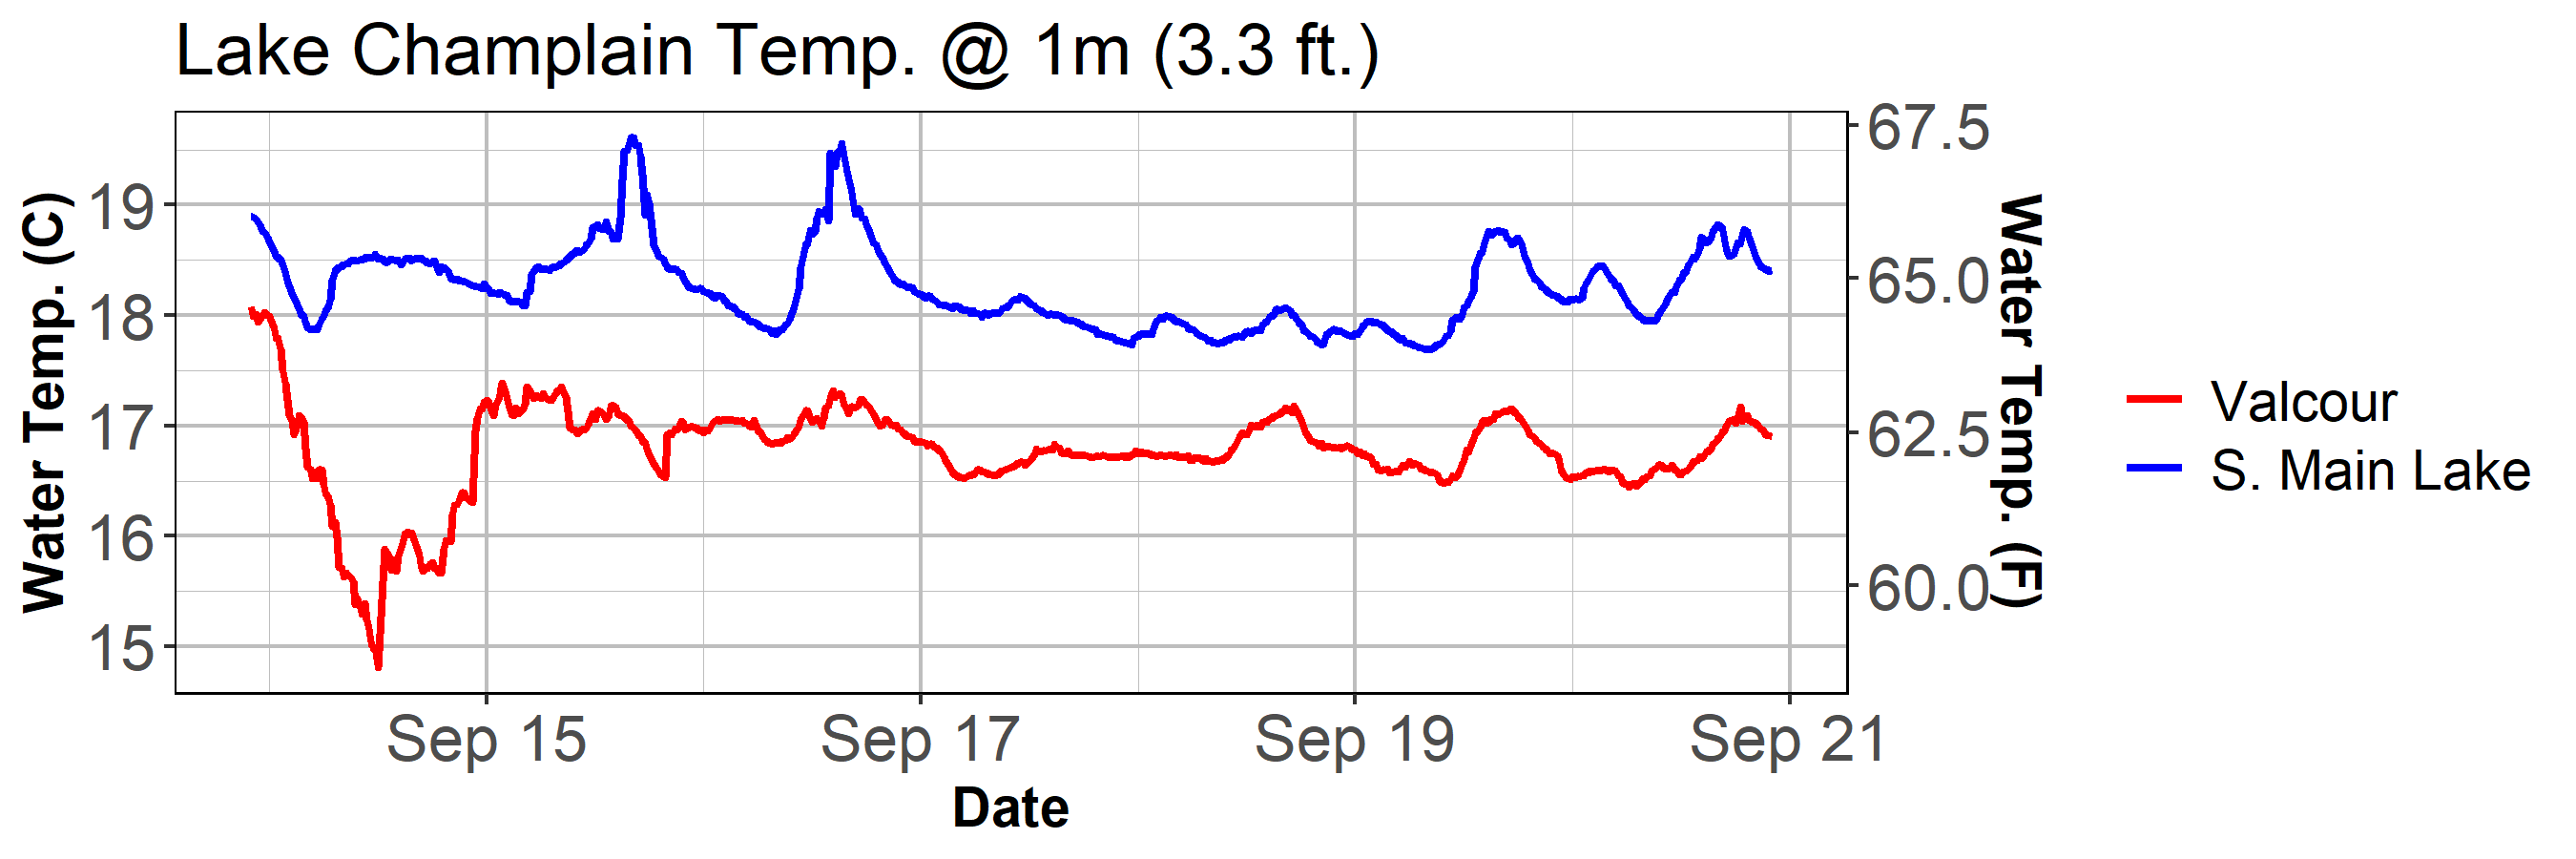 Lake Champlain Temp. @ 1m (3.3 ft.)
Water Temp. (C)
19
18
17
16
15
67.5
65.0
62.5
60.0
Water Temp. (F)
Sep 15
Sep 17
Sep 19
Sep 21
Date
Valcour
S. Main Lake